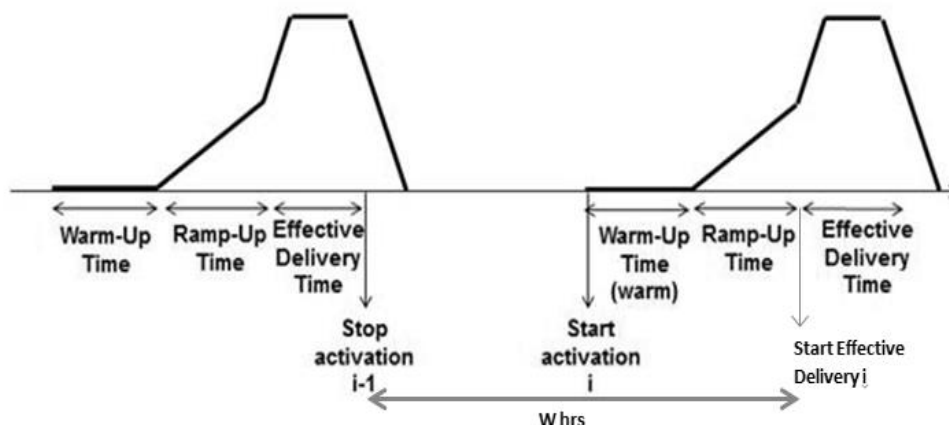 Warm-Up
Time
Ramp-Up
Time
Effective
Delivery
Time
Warm-Up
Time
(warm)
Ramp-Up
Time
Effective
Delivery
Time
Stop
activation
i-1
Start
activation
i
Start Effective
Delivery i
W hrs